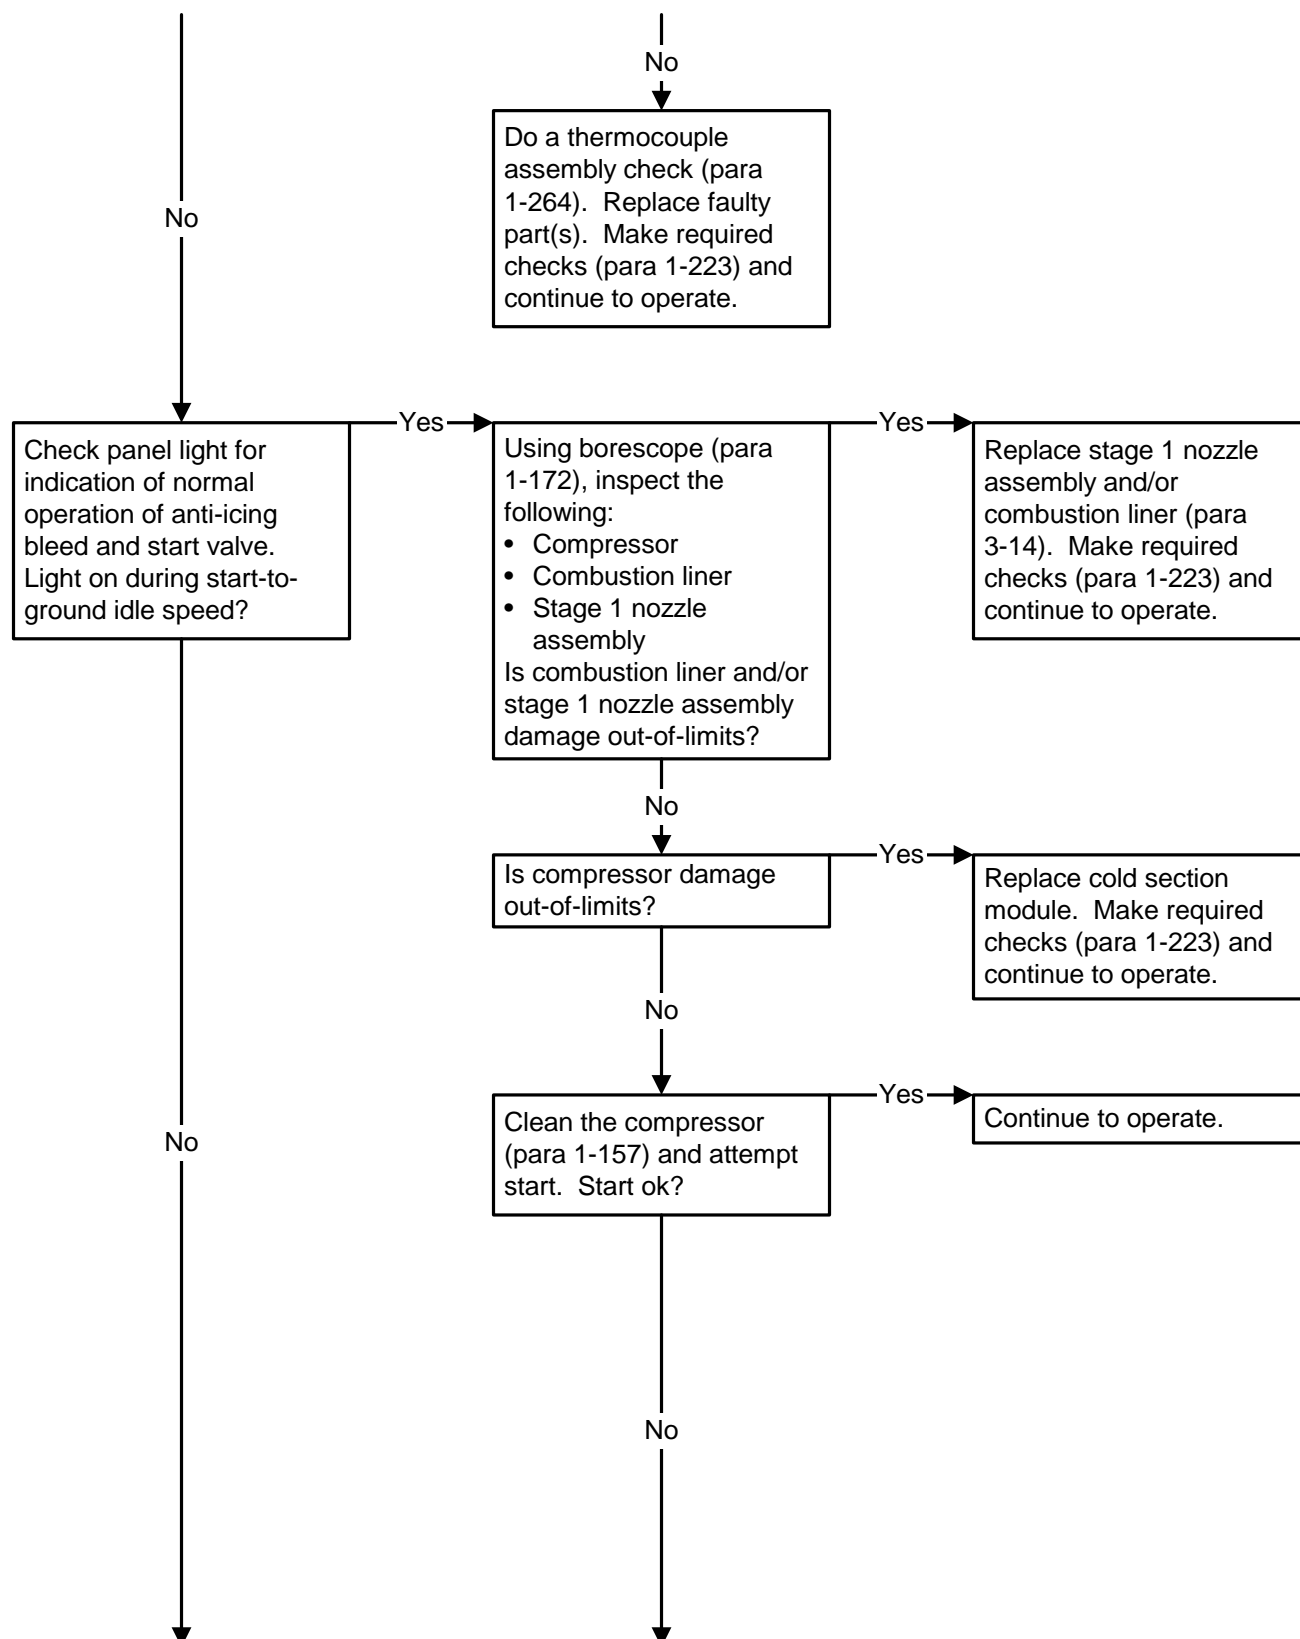 No
Do a thermocouple
assembly check (para
1-264).  Replace faulty
part(s).  Make required
checks (para 1-223) and
continue to operate.
No
Check panel light for
indication of normal
operation of anti-icing
bleed and start valve.
Light on during start-to-
ground idle speed?
Yes
Using borescope (para
1-172), inspect the
following:
• Compressor
• Combustion liner
• Stage 1 nozzle
assembly
Is combustion liner and/or
stage 1 nozzle assembly
damage out-of-limits?
Yes
Replace stage 1 nozzle
assembly and/or
combustion liner (para
3-14).  Make required
checks (para 1-223) and
continue to operate.
No
Is compressor damage
out-of-limits?
Yes
Replace cold section
module.  Make required
checks (para 1-223) and
continue to operate.
No
Clean the compressor
(para 1-157) and attempt
start.  Start ok?
Yes
Continue to operate.
No
No